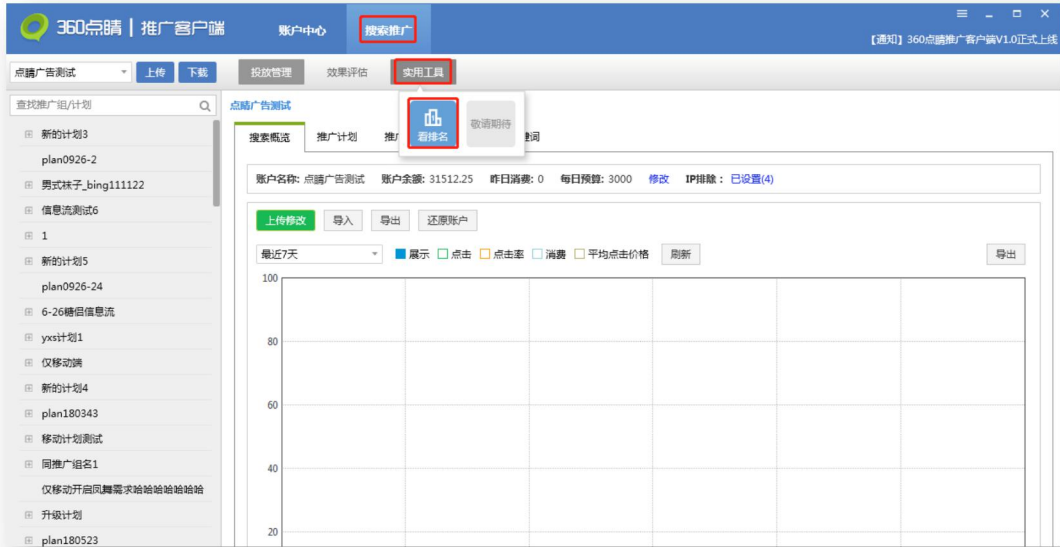 360点睛 | 推广客户端
账户中心
搜索推广
【通知】360点睛推广客户端V1.0正式上线
点睛广告测试
上传
下载
投放管理
效果评估
实用工具
查找推广组/计划
新的计划3
plan0926-2
男式袜子_bing111122
信息流测试6
1
新的计划5
plan0926-24
6-26糖侣信息流
yxs计划1
仅移动端
新的计划4
plan180343
移动计划测试
同推广组名1
仅移动开启凤舞需求哈哈哈哈哈哈哈
升级计划
plan180523
点睛广告测试
看排名
敬请期待
搜索概览
推广计划
推广
键词
账户名称: 点睛广告测试 账户余额: 31512.25 昨日消费: 0 每日预算: 3000 修改 IP排除： 已设置(4)
上传修改
导入
导出
还原账户
最近7天
展示 点击 点击率 消费 平均点击价格
刷新
导出
100
80
60
40
20